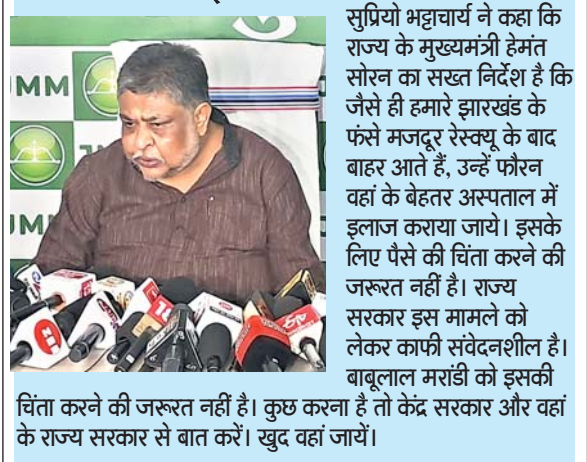 सुप्रियो भट्टाचार्य ने कहा कि
राज्य के मुख्यमंत्री हेमंत
सोरन का सख्त निर्देश है कि
जैसे ही हमारे झारखंड के
फंसे मजदूर रेस्क्यू के बाद
बाहर आते हैं, उन्हें फौरन
वहां के बेहतर अस्पताल में
इलाज कराया जाये। इसके
लिए पैसे की चिंता करने की
जरूरत नहीं है। राज्य
सरकार इस मामले को
लेकर काफी संवेदनशील है।
बाबूलाल मरांडी को इसकी
चिंता करने की जरूरत नहीं है। कुछ करना है तो केंद्र सरकार और वहां
के राज्य सरकार से बात करें। खुद वहां जायें।
JMM
JMM